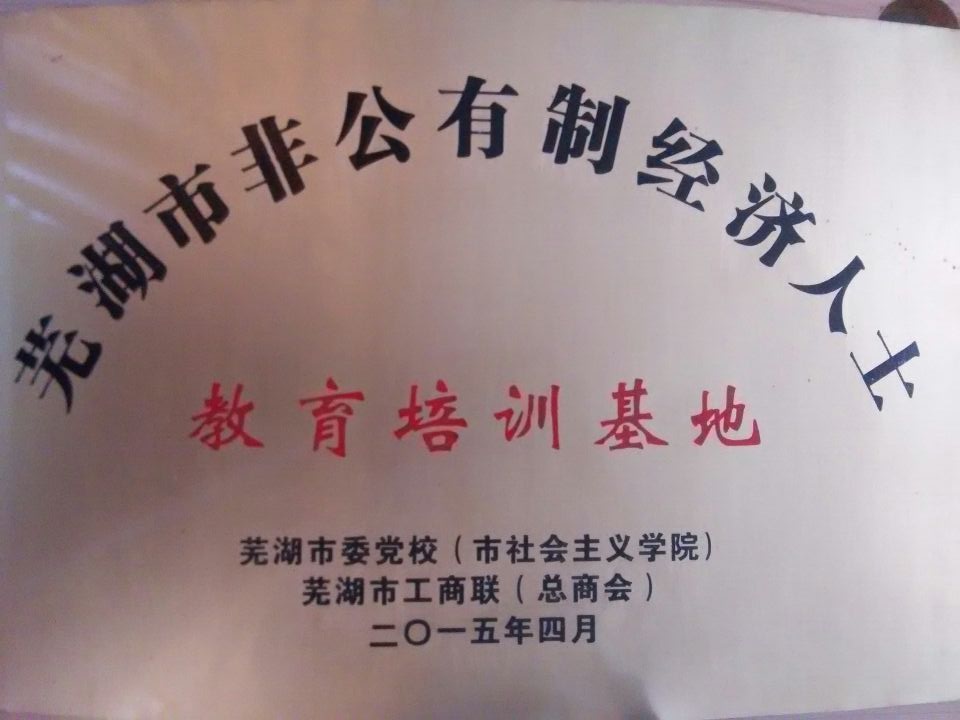 芜湖市非公有制经济人士
教育培训基地
芜湖市委党校(市社会主义学院)
芜湖市工商联(总商会)
二〇一五年四月